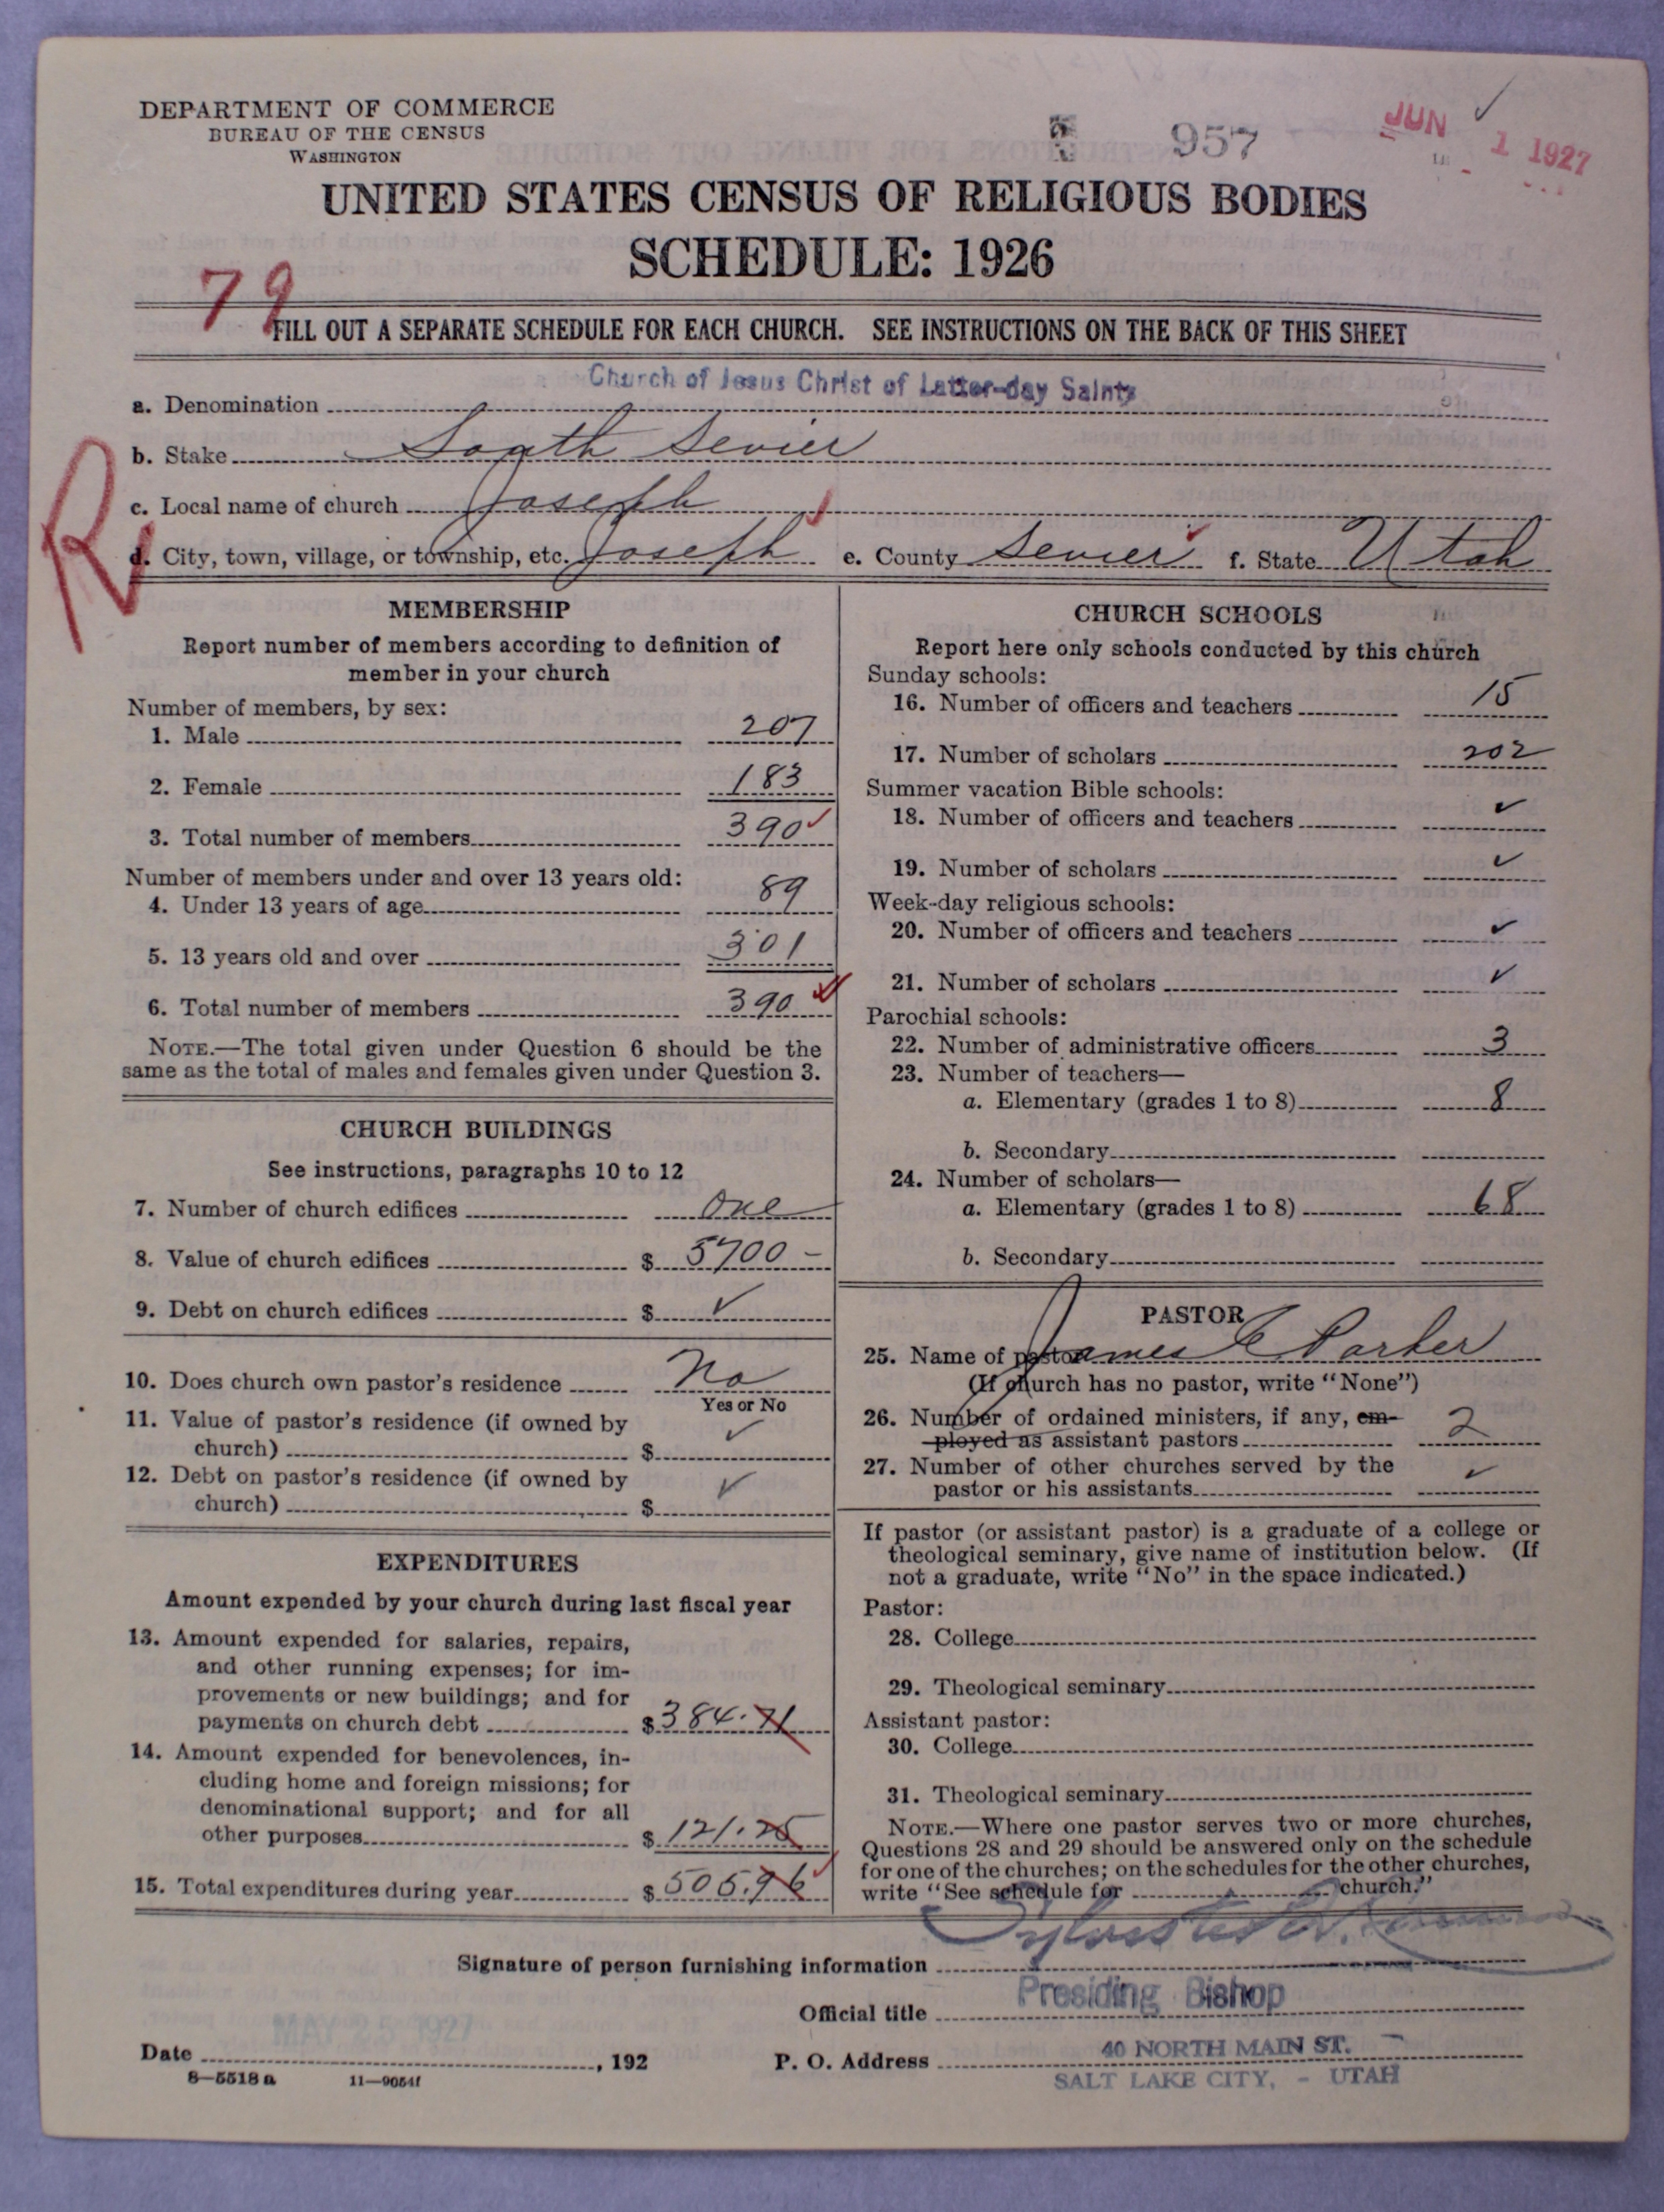 DEPARTMENT OF COMMERCE
BUREAU OF THE CENSUS
WASHINGTON
957
JUN 1 1927
UNITED STATES CENSUS OF RELIGIOUS BODIES
SCHEDULE: 1926
79
FILL OUT A SEPARATE SCHEDULE FOR EACH CHURCH. SEE INSTRUCTIONS ON THE BACK OF THIS SHEET
a. Denomination Church of Jesus Christ of Latter-day Saints
b. Stake South Sevier
c. Local name of church Joseph
R
d. City, town, village, or township, etc. Joseph e. County Sevier f. State Utah
MEMBERSHIP
Report number of members according to definition of
member in your church
Number of members, by sex:
1. Male 207
2. Female 183
3. Total number of members 390 ✓
Number of members under and over 13 years old:
4. Under 13 years of age 89
5. 13 years old and over 301
6. Total number of members 390 ✓
NOTE.—The total given under Question 6 should be the
same as the total of males and females given under Question 3.
CHURCH BUILDINGS
See instructions, paragraphs 10 to 12
7. Number of church edifices One
8. Value of church edifices $ 5700 –
9. Debt on church edifices $ ✓
10. Does church own pastor's residence No
Yes or No
11. Value of pastor's residence (if owned by
church) $ ✓
12. Debt on pastor's residence (if owned by
church) $ ✓
EXPENDITURES
Amount expended by your church during last fiscal year
13. Amount expended for salaries, repairs,
and other running expenses; for im-
provements or new buildings; and for
payments on church debt $ 384.71
14. Amount expended for benevolences, in-
cluding home and foreign missions; for
denominational support; and for all
other purposes $ 121.25
15. Total expenditures during year $ 505.96 ✓
CHURCH SCHOOLS
Report here only schools conducted by this church
Sunday schools:
16. Number of officers and teachers 15
17. Number of scholars 202
Summer vacation Bible schools:
18. Number of officers and teachers ✓
19. Number of scholars ✓
Week-day religious schools:
20. Number of officers and teachers ✓
21. Number of scholars ✓
Parochial schools:
22. Number of administrative officers 3
23. Number of teachers—
a. Elementary (grades 1 to 8) 8
b. Secondary
24. Number of scholars—
a. Elementary (grades 1 to 8) 68
b. Secondary
PASTOR
25. Name of pastor James E Parker
(If church has no pastor, write "None")
26. Number of ordained ministers, if any, em-
ployed as assistant pastors 2
27. Number of other churches served by the
pastor or his assistants ✓
If pastor (or assistant pastor) is a graduate of a college or
theological seminary, give name of institution below. (If
not a graduate, write "No" in the space indicated.)
Pastor:
28. College
29. Theological seminary
Assistant pastor:
30. College
31. Theological seminary
NOTE.—Where one pastor serves two or more churches,
Questions 28 and 29 should be answered only on the schedule
for one of the churches; on the schedules for the other churches,
write "See schedule for church."
Signature of person furnishing information Sylvester Q. Cannon
Official title Presiding Bishop
Date MAY 25 1927, 192
P. O. Address 40 NORTH MAIN ST.
SALT LAKE CITY, - UTAH
8—5518 a 11—9054f